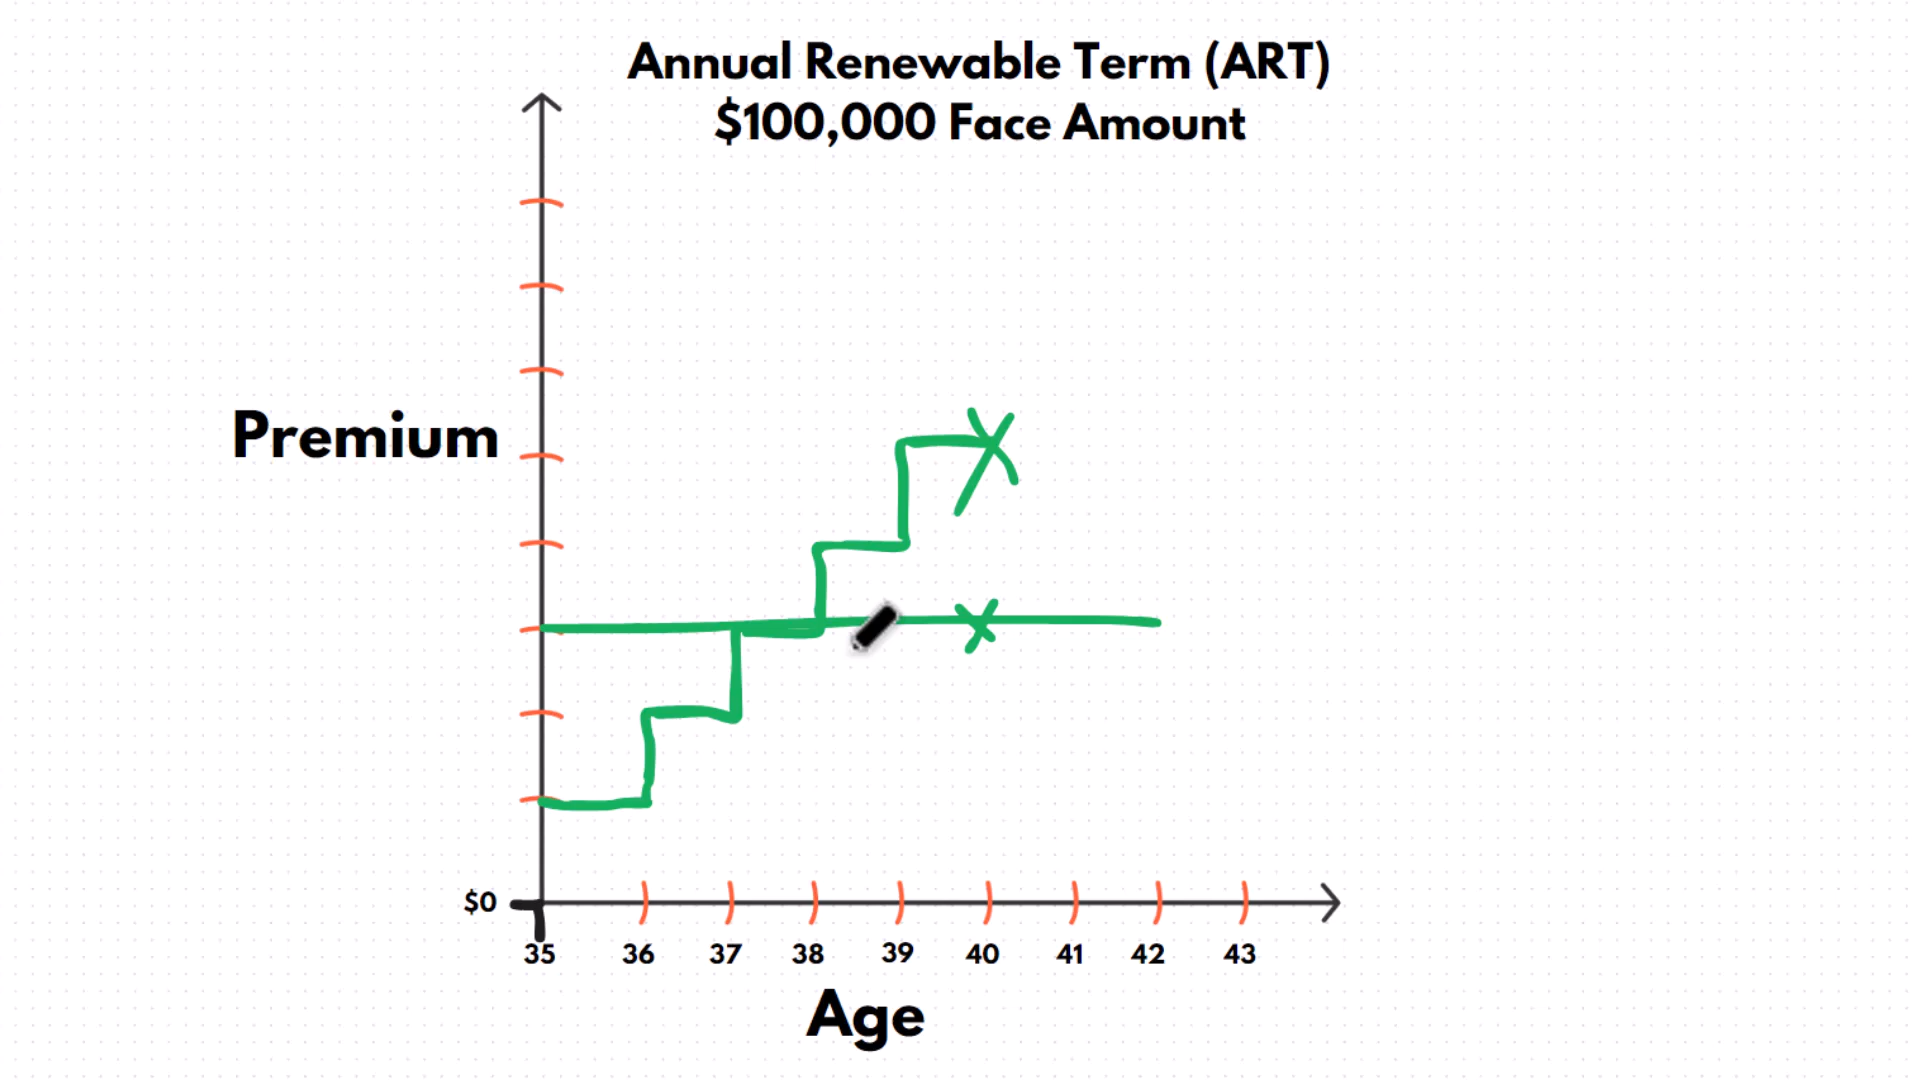 Annual Renewable Term (ART)
$100,000 Face Amount
Premium
$0
35 36 37 38 39 40 41 42 43
Age